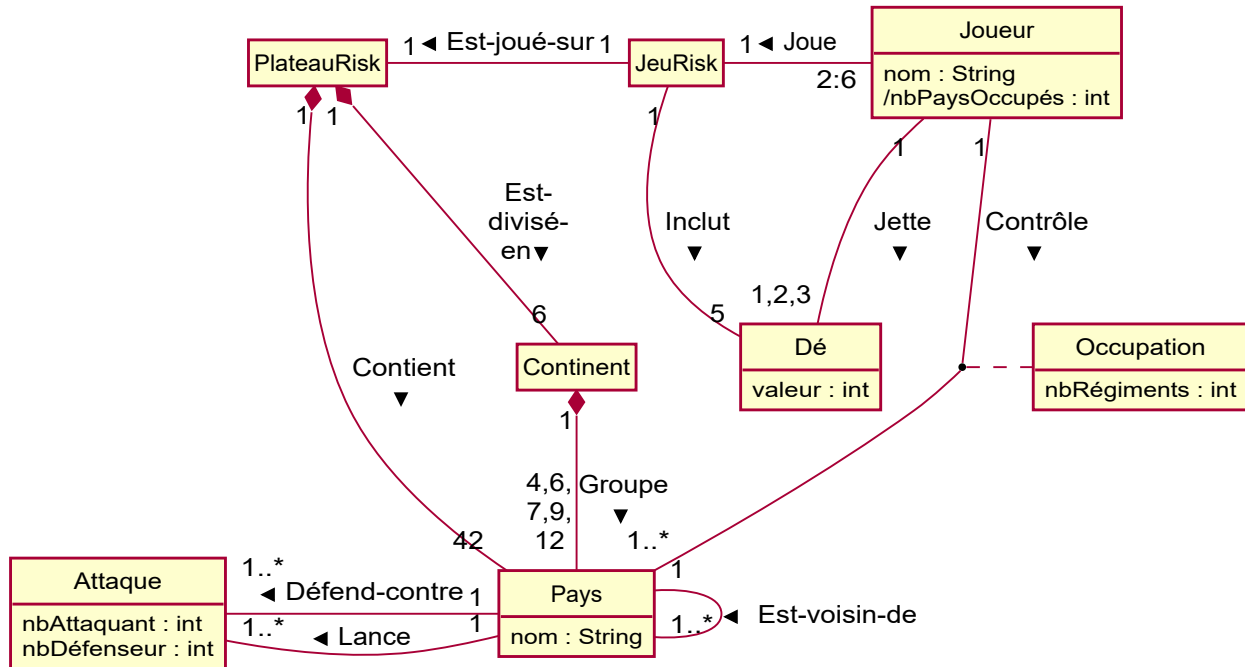 Joueur
1 ◄ Est-joué-sur 1
1 ◄ Joue
PlateauRisk
JeuRisk
nom : String
/nbPaysOccupés : int
2:6
1
1
1
1
1
Est-
divisé-
en▼
Inclut
▼
Jette
▼
Contrôle
▼
1,2,3
6
5
Dé
valeur : int
Occupation
nbRégiments : int
Continent
Contient
▼
1
4,6,
7,9,
12
Groupe
▼
42
1..*
Attaque
nbAttaquant : int
nbDéfenseur : int
1..*
◄ Défend-contre
1
1..*
◄ Lance
1
Pays
nom : String
1
1..*
◄ Est-voisin-de